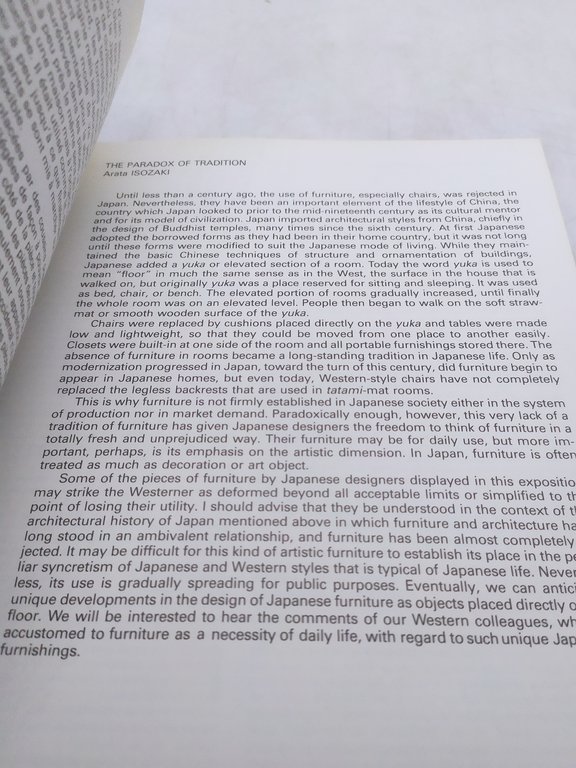 THE PARADOX OF TRADITION
Arata ISOZAKI
Until less than a century ago, the use of furniture, especially chairs, was rejected in
Japan. Nevertheless, they have been an important element of the lifestyle of China, the
country which Japan looked to prior to the mid-nineteenth century as its cultural mentor
and for its model of civilization. Japan imported architectural styles from China, chiefly in
the design of Buddhist temples, many times since the sixth century. At first Japanese
adopted the borrowed forms as they had been in their home country, but it was not long
until these forms were modified to suit the Japanese mode of living. While they main-
tained the basic Chinese techniques of structure and ornamentation of buildings,
Japanese added a yuka or elevated section of a room. Today the word yuka is used to
mean "floor" in much the same sense as in the West, the surface in the house that is
walked on, but originally yuka was a place reserved for sitting and sleeping. It was used
as bed, chair, or bench. The elevated portion of rooms gradually increased, until finally
the whole room was on an elevated level. People then began to walk on the soft straw-
mat or smooth wooden surface of the yuka.
Chairs were replaced by cushions placed directly on the yuka and tables were made
low and lightweight, so that they could be moved from one place to another easily.
Closets were built-in at one side of the room and all portable furnishings stored there. The
absence of furniture in rooms became a long-standing tradition in Japanese life. Only as
modernization progressed in Japan, toward the turn of this century, did furniture begin to
appear in Japanese homes, but even today, Western-style chairs have not completely
replaced the legless backrests that are used in tatami-mat rooms.
This is why furniture is not firmly established in Japanese society either in the system
of production nor in market demand. Paradoxically enough, however, this very lack of a
tradition of furniture has given Japanese designers the freedom to think of furniture in a
totally fresh and unprejudiced way. Their furniture may be for daily use, but more im-
portant, perhaps, is its emphasis on the artistic dimension. In Japan, furniture is often
treated as much as decoration or art object.
Some of the pieces of furniture by Japanese designers displayed in this expositio
may strike the Westerner as deformed beyond all acceptable limits or simplified to th
point of losing their utility. I should advise that they be understood in the context of t
architectural history of Japan mentioned above in which furniture and architecture ha
long stood in an ambivalent relationship, and furniture has been almost completely
jected. It may be difficult for this kind of artistic furniture to establish its place in the pe
liar syncretism of Japanese and Western styles that is typical of Japanese life. Never
less, its use is gradually spreading for public purposes. Eventually, we can antici
unique developments in the design of Japanese furniture as objects placed directly o
floor. We will be interested to hear the comments of our Western colleagues, wh
accustomed to furniture as a necessity of daily life, with regard to such unique Jap
furnishings.